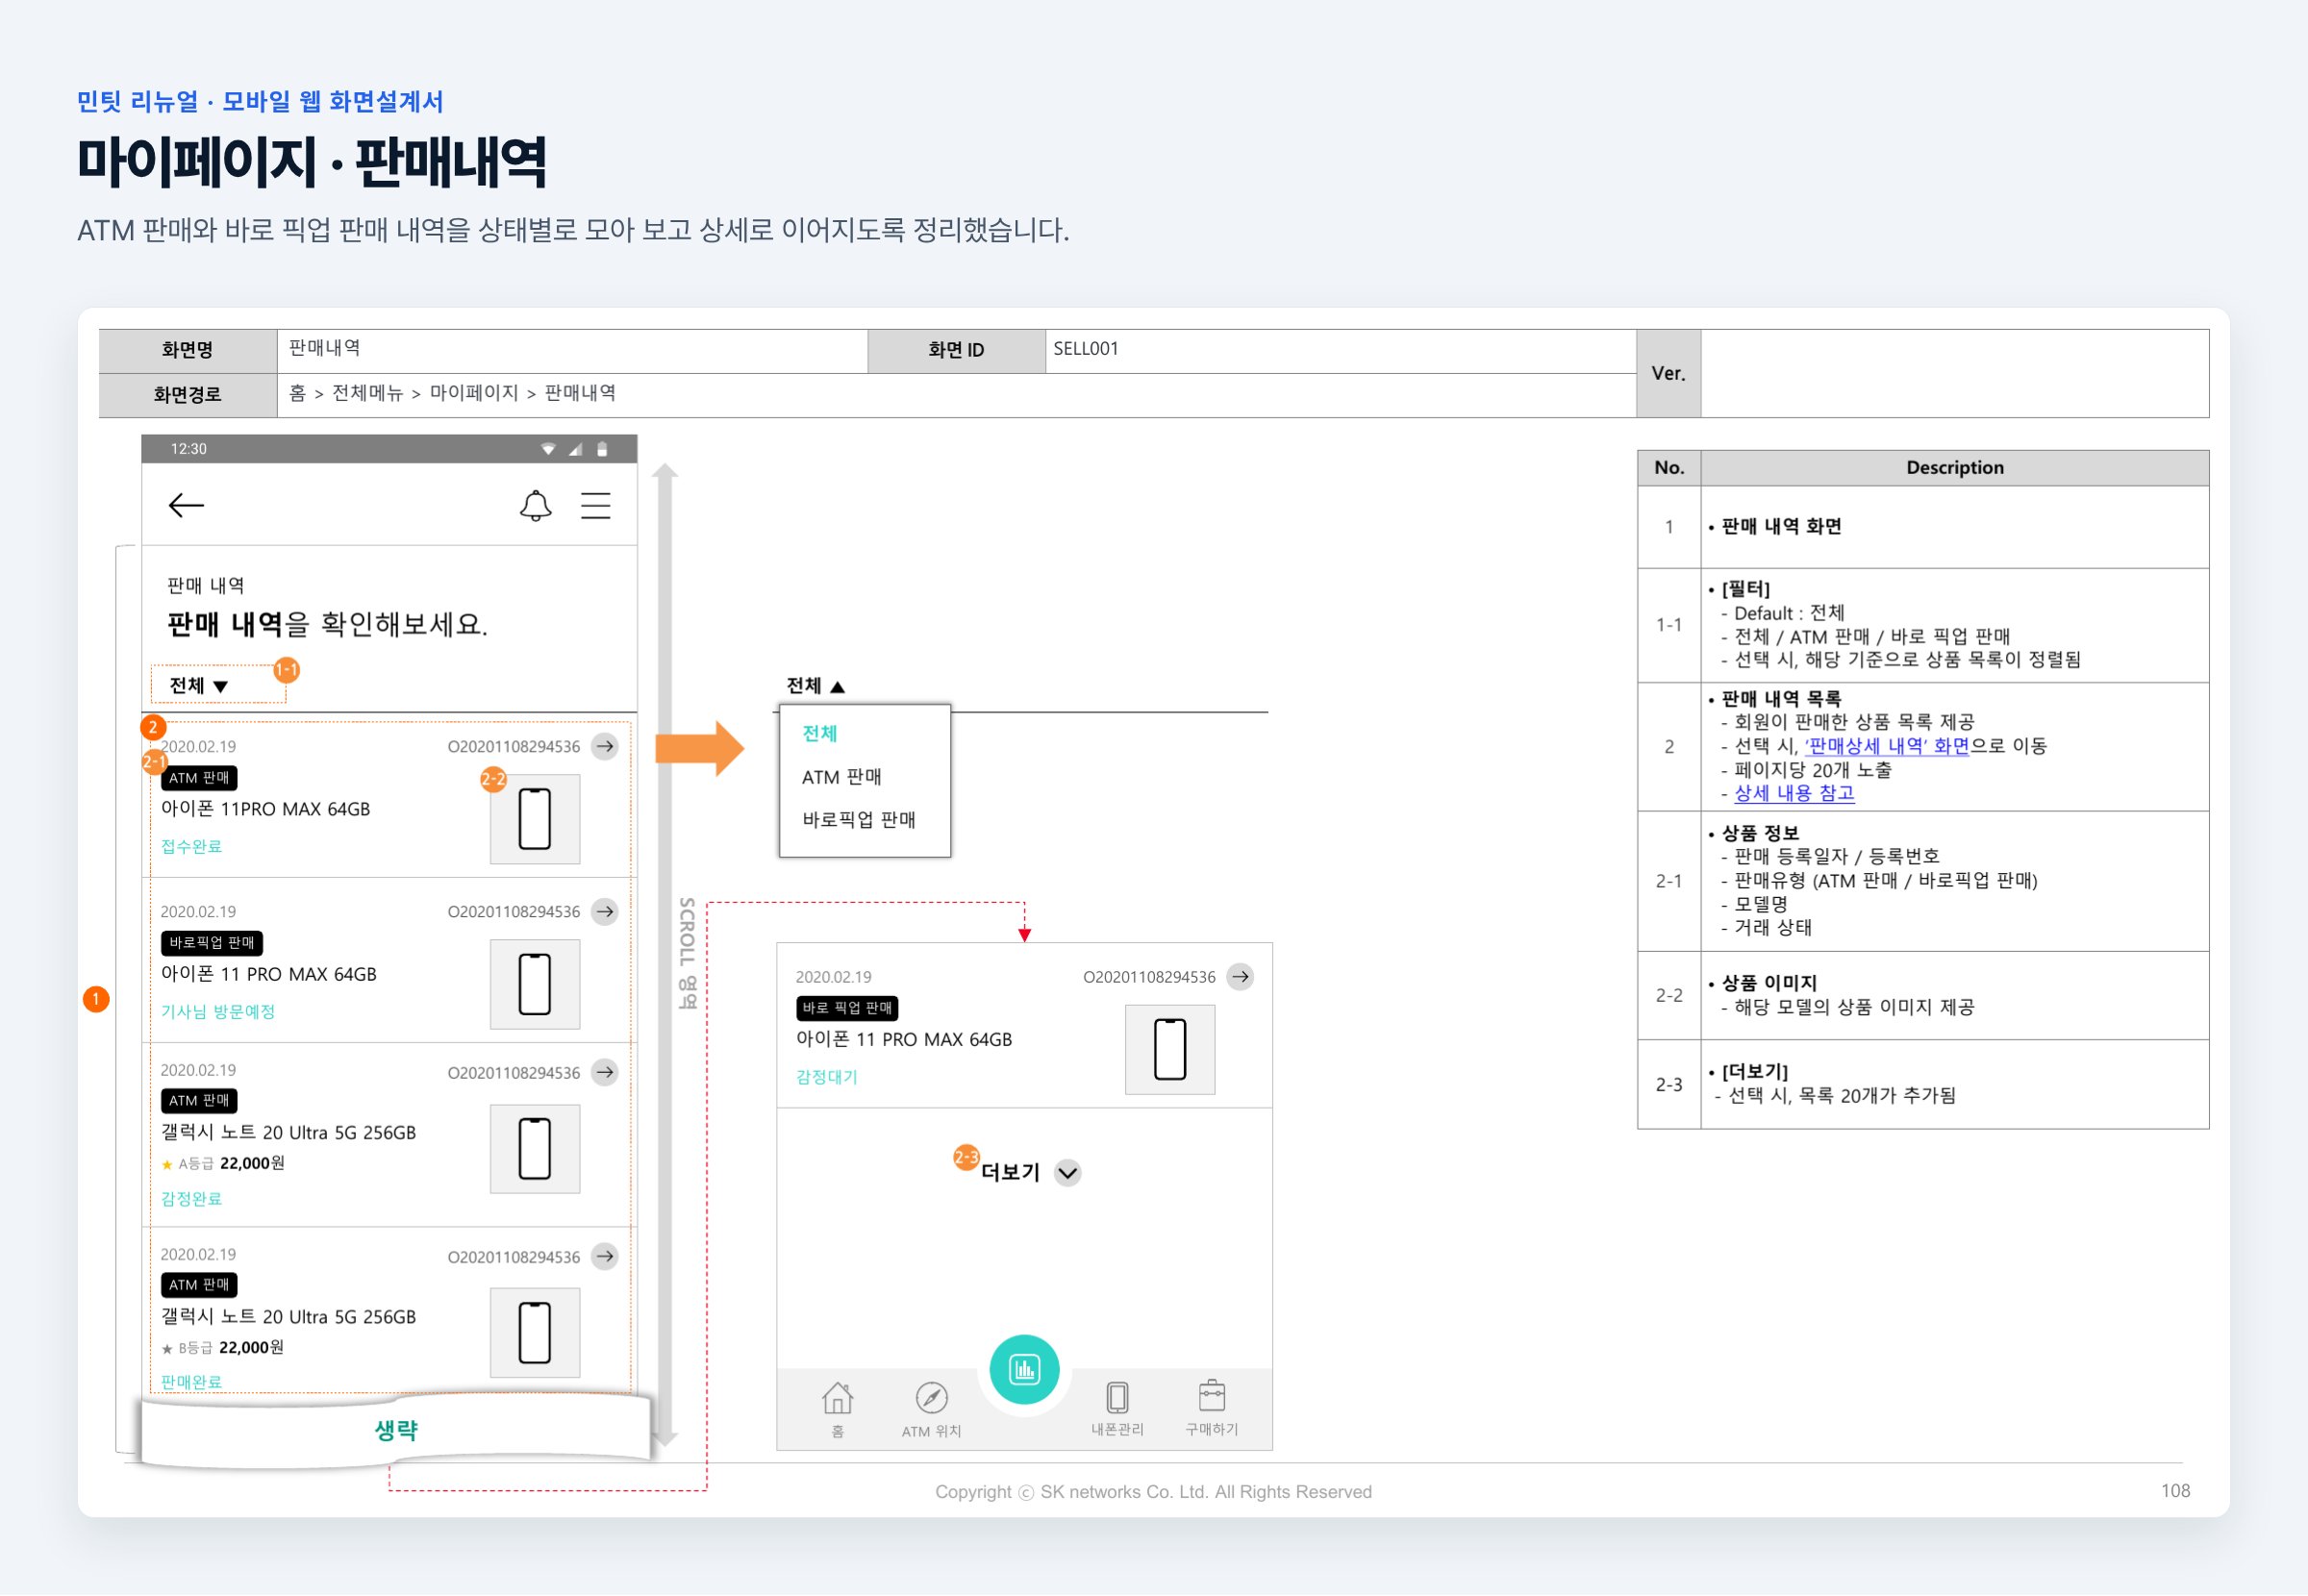 민팃 리뉴얼 · 모바일 웹 화면설계서
마이페이지 · 판매내역
ATM 판매와 바로 픽업 판매 내역을 상태별로 모아 보고 상세로 이어지도록 정리했습니다.
화면명 판매내역 화면 ID SELL001 Ver.
화면경로 홈 > 전체메뉴 > 마이페이지 > 판매내역
12:30
판매 내역
판매 내역을 확인해보세요.
1-1
전체 ▼
2
2020.02.19 O20201108294536
2-1
ATM 판매
2-2
아이폰 11PRO MAX 64GB
접수완료
2020.02.19 O20201108294536
바로픽업 판매
아이폰 11 PRO MAX 64GB
기사님 방문예정
1
2020.02.19 O20201108294536
ATM 판매
갤럭시 노트 20 Ultra 5G 256GB
★ A등급 22,000원
감정완료
2020.02.19 O20201108294536
ATM 판매
갤럭시 노트 20 Ultra 5G 256GB
★ B등급 22,000원
판매완료
생략
SCROLL 영역
전체 ▲
전체
ATM 판매
바로픽업 판매
2020.02.19 O20201108294536
바로 픽업 판매
아이폰 11 PRO MAX 64GB
감정대기
2-3
더보기
홈 ATM 위치 내폰관리 구매하기
No. Description
1 • 판매 내역 화면
1-1 • [필터]
- Default : 전체
- 전체 / ATM 판매 / 바로 픽업 판매
- 선택 시, 해당 기준으로 상품 목록이 정렬됨
2 • 판매 내역 목록
- 회원이 판매한 상품 목록 제공
- 선택 시, ‘판매상세 내역’ 화면으로 이동
- 페이지당 20개 노출
- 상세 내용 참고
2-1 • 상품 정보
- 판매 등록일자 / 등록번호
- 판매유형 (ATM 판매 / 바로픽업 판매)
- 모델명
- 거래 상태
2-2 • 상품 이미지
- 해당 모델의 상품 이미지 제공
2-3 • [더보기]
- 선택 시, 목록 20개가 추가됨
Copyright ⓒ SK networks Co. Ltd. All Rights Reserved
108